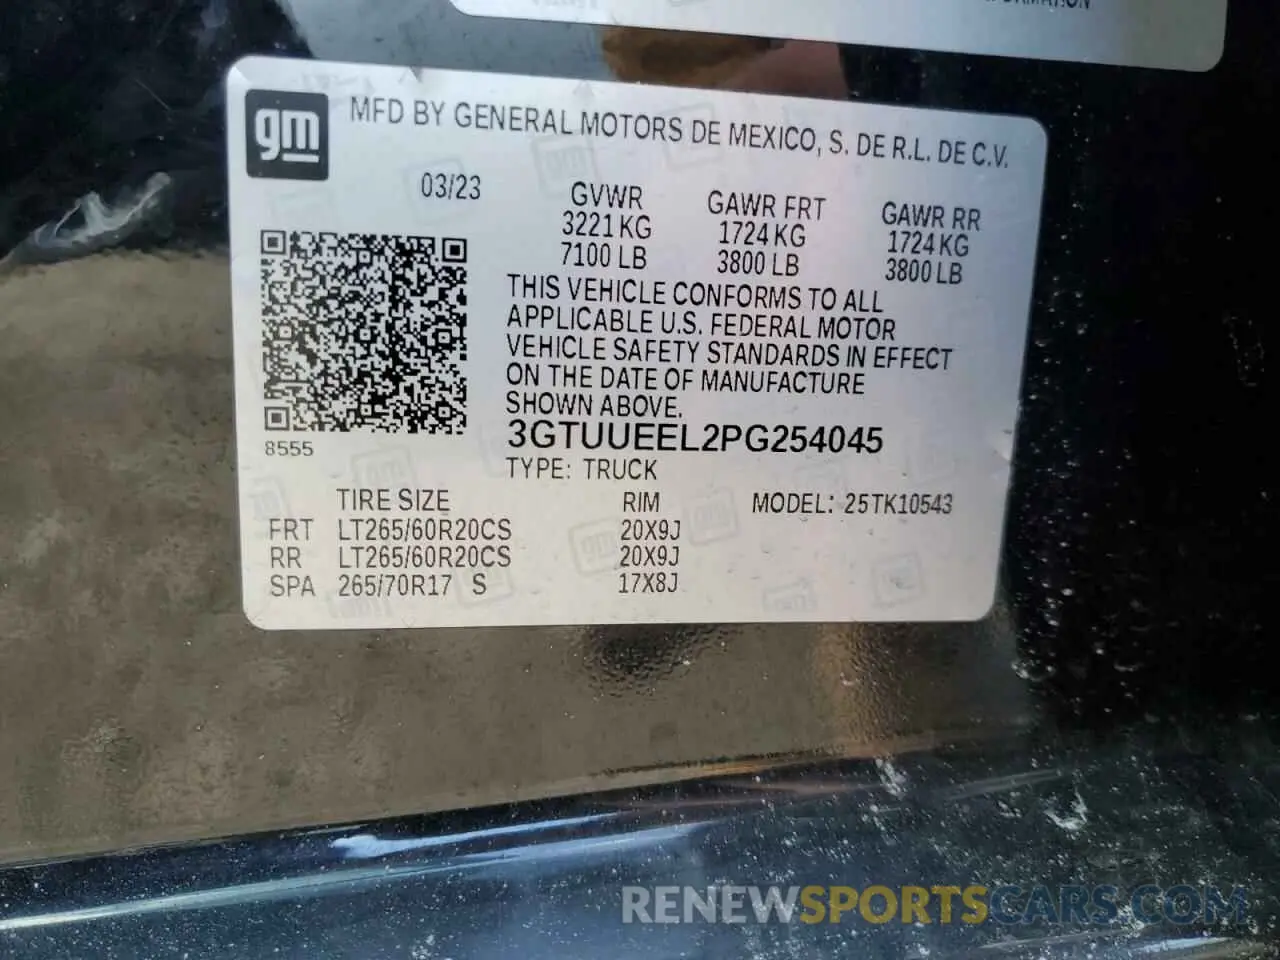 gm
MFD BY GENERAL MOTORS DE MEXICO, S. DE R.L. DE C.V.
03/23
GVWR
3221 KG
7100 LB
GAWR FRT
1724 KG
3800 LB
GAWR RR
1724 KG
3800 LB
THIS VEHICLE CONFORMS TO ALL
APPLICABLE U.S. FEDERAL MOTOR
VEHICLE SAFETY STANDARDS IN EFFECT
ON THE DATE OF MANUFACTURE
SHOWN ABOVE.
8555
3GTUUEEL2PG254045
TYPE: TRUCK
TIRE SIZE RIM MODEL: 25TK10543
FRT LT265/60R20CS 20X9J
RR LT265/60R20CS 20X9J
SPA 265/70R17 S 17X8J
RENEWSPORTSCARS.COM